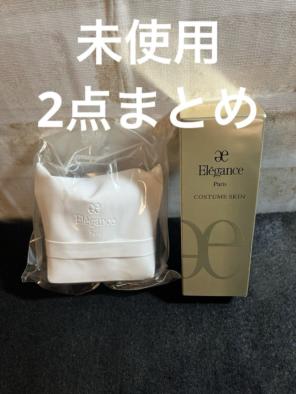 未使用
2点まとめ
æ
Elégance
æ
Elégance
Paris
COSTUME SKIN
æ